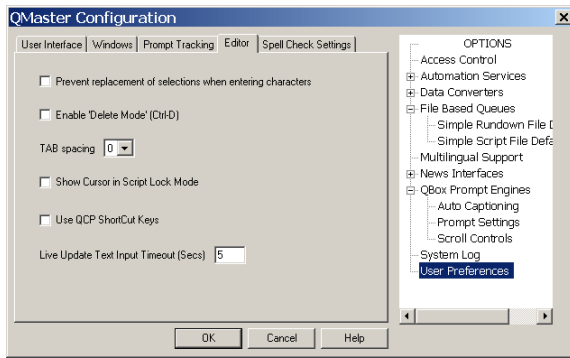 QMaster Configuration
User Interface Windows Prompt Tracking Editor Spell Check Settings
Prevent replacement of selections when entering characters
Enable 'Delete Mode' (Ctrl-D)
TAB spacing 0
Show Cursor in Script Lock Mode
Use QCP ShortCut Keys
Live Update Text Input Timeout (Secs) 5
OK Cancel Help
OPTIONS
Access Control
Automation Services
Data Converters
File Based Queues
Simple Rundown File D
Simple Script File Defa
Multilingual Support
News Interfaces
QBox Prompt Engines
Auto Captioning
Prompt Settings
Scroll Controls
System Log
User Preferences